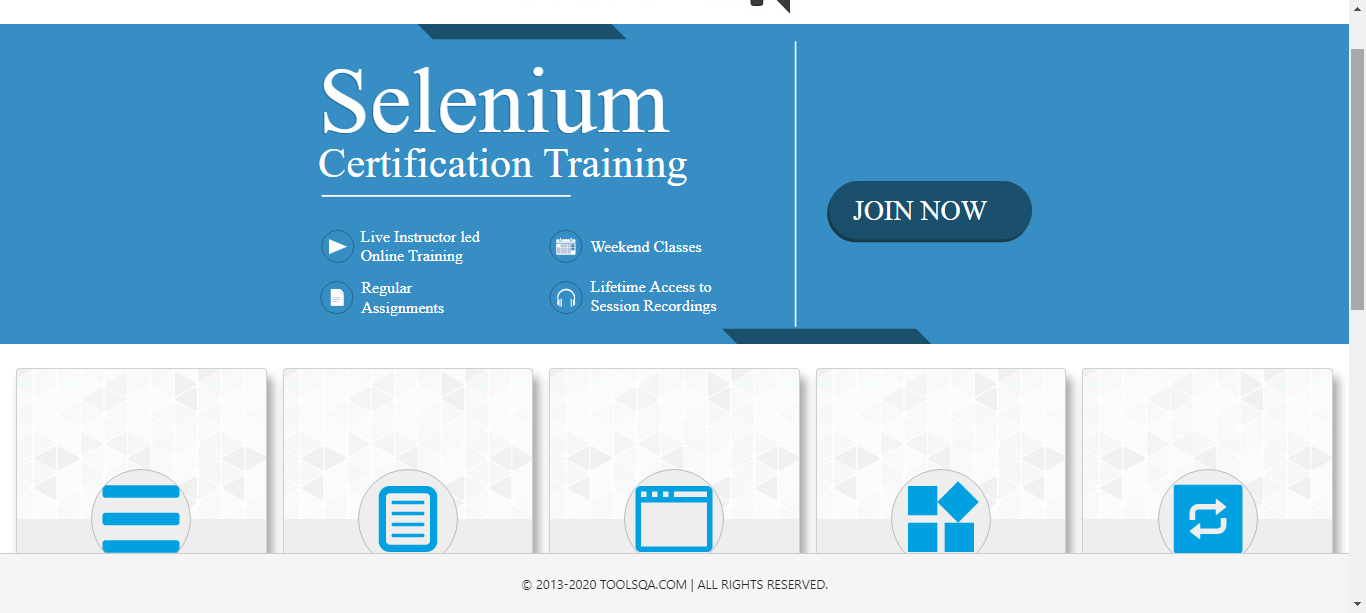 Selenium
Certification Training
JOIN NOW
Live Instructor led
Online Training
Weekend Classes
Regular
Assignments
Lifetime Access to
Session Recordings
© 2013-2020 TOOLSQA.COM | ALL RIGHTS RESERVED.